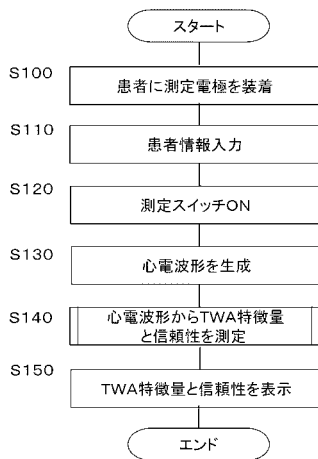 スタート
S100
患者に測定電極を装着
S110
患者情報入力
S120
測定スイッチON
S130
心電波形を生成
S140
心電波形からTWA特徴量
と信頼性を測定
S150
TWA特徴量と信頼性を表示
エンド